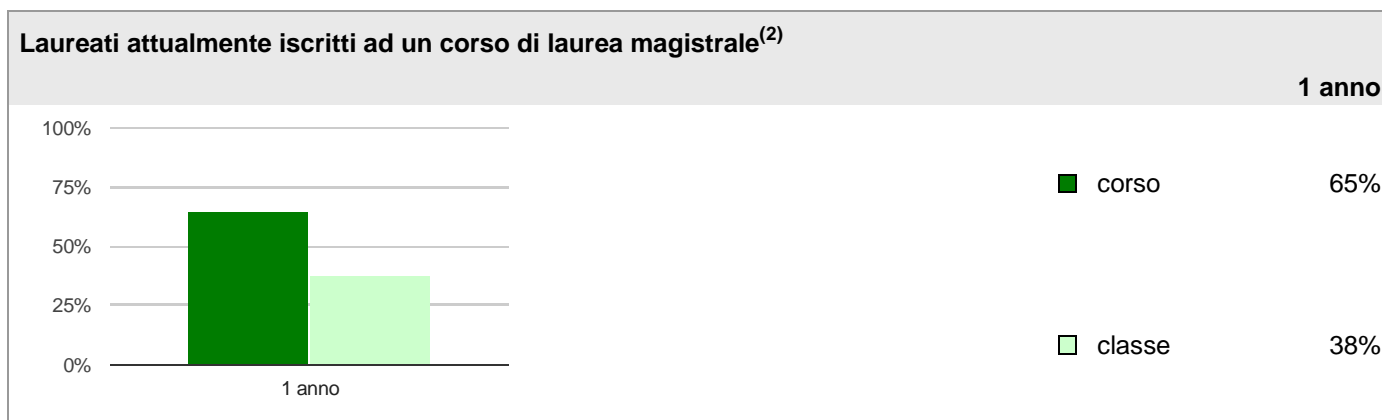 Laureati attualmente iscritti ad un corso di laurea magistrale(2)
1 anno
100%
75%
50%
25%
0%
1 anno
corso 65%
classe 38%